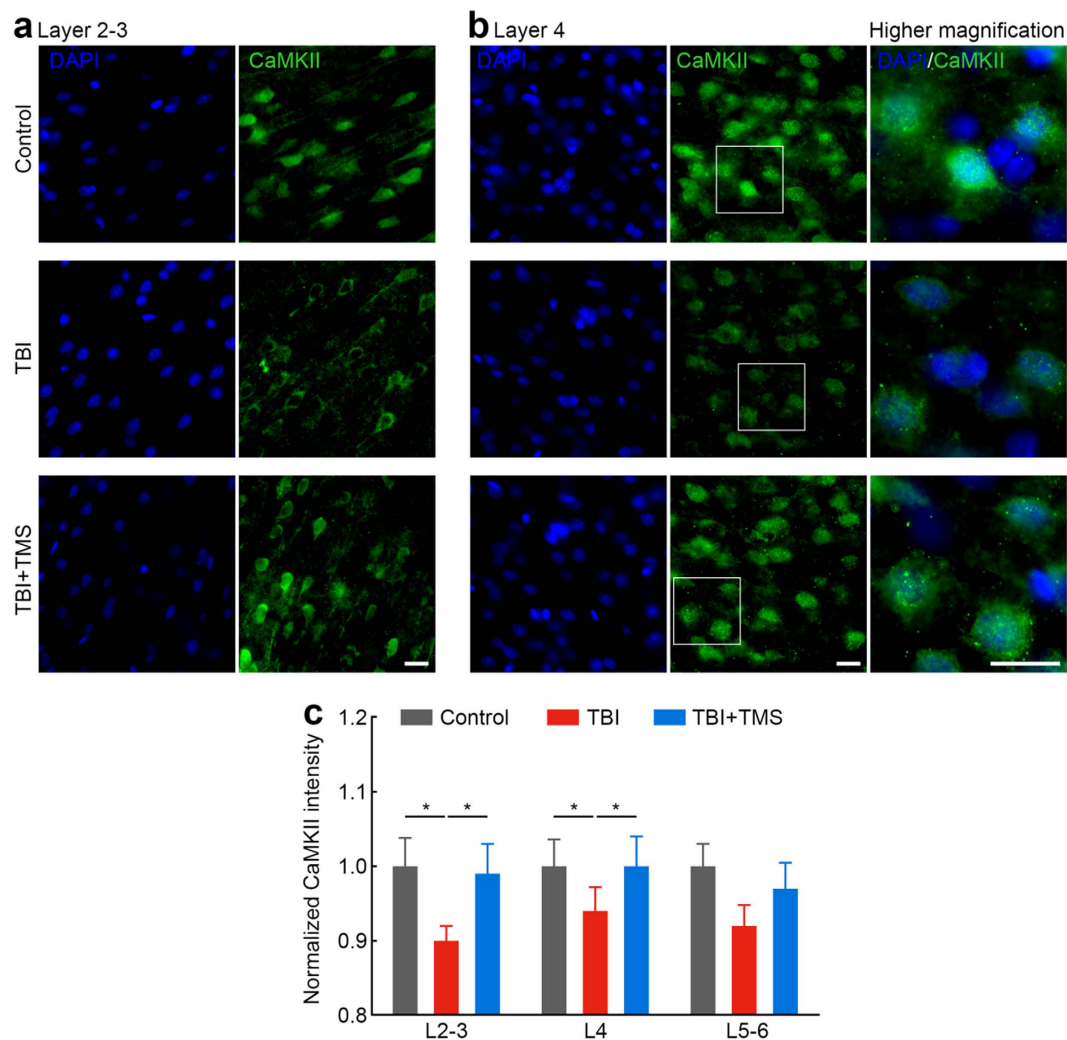 a Layer 2-3
b Layer 4
Higher magnification
DAPI
CaMKII
DAPI
CaMKII
DAPI/CaMKII
Control
TBI
TBI+TMS
c
Control
TBI
TBI+TMS
Normalized CaMKII intensity
1.2
1.1
1.0
0.9
0.8
* *
* *
L2-3
L4
L5-6